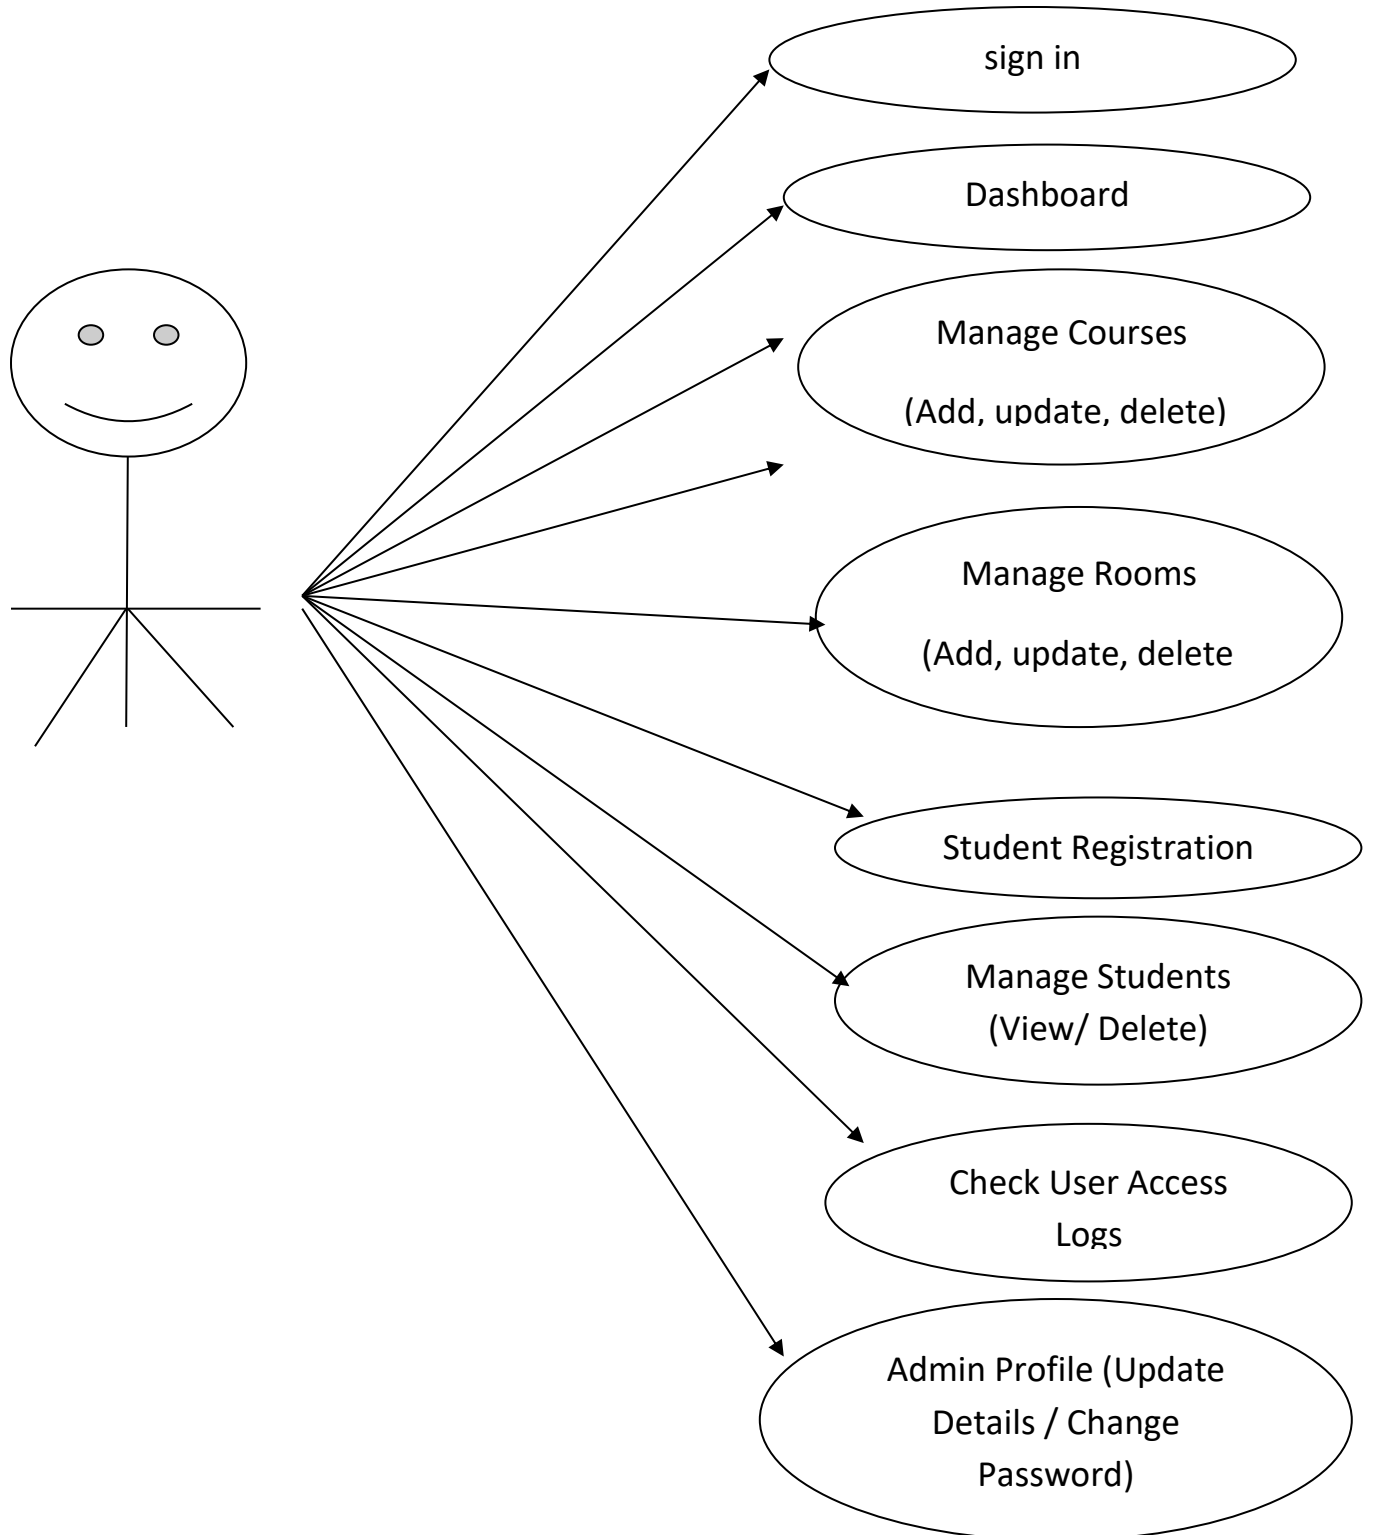 sign in
Dashboard
Manage Courses
(Add, update, delete)
Manage Rooms
(Add, update, delete
Student Registration
Manage Students
(View/ Delete)
Check User Access
Logs
Admin Profile (Update
Details / Change
Password)